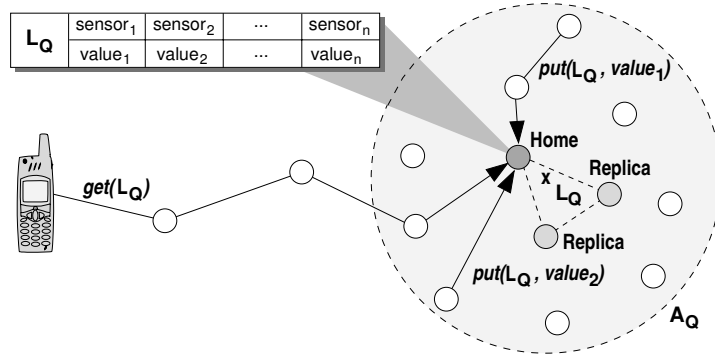 L_Q sensor_1 sensor_2 ... sensor_n
value_1 value_2 ... value_n
put(L_Q , value_1)
Home
Replica
x L_Q
get(L_Q)
Replica
put(L_Q , value_2)
A_Q